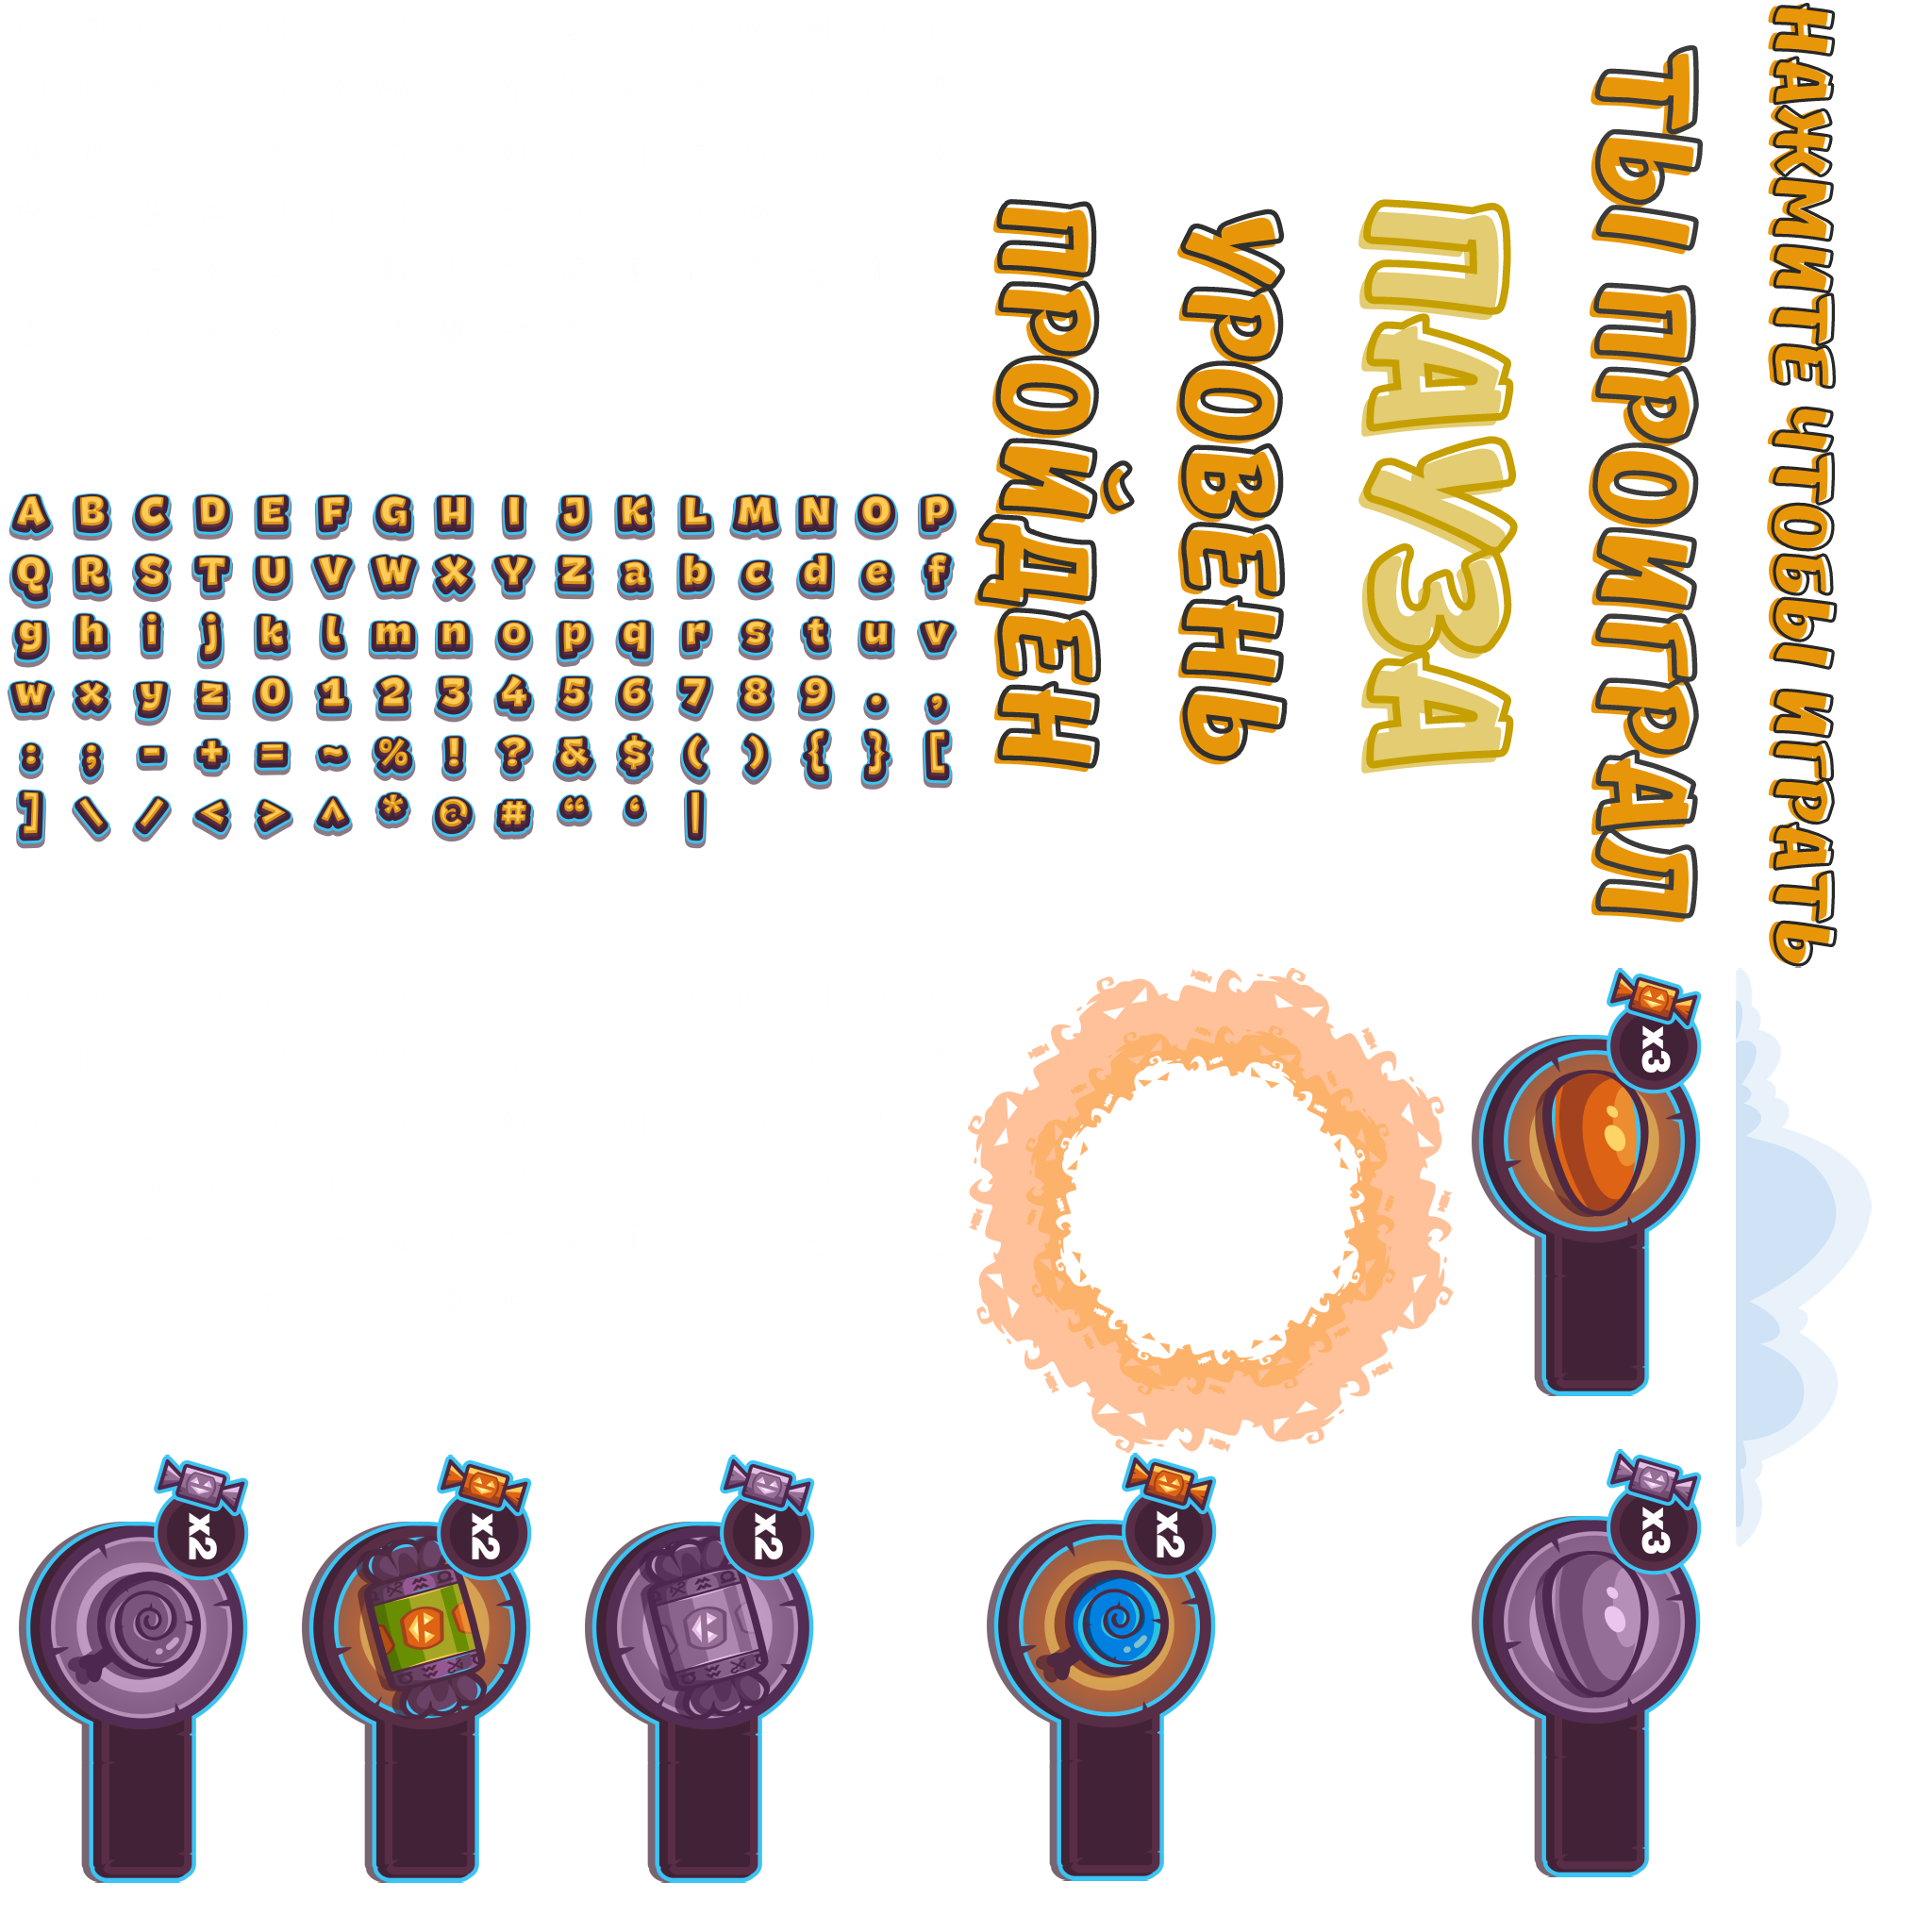 A B C D E F G H I J K L M N O P
Q R S T U V W X Y Z a b c d e f
g h i j k l m n o p q r s t u v
w x y z 0 1 2 3 4 5 6 7 8 9 . ,
: ; - + = ~ % ! ? & $ ( ) { } [
] \ / < > ^ * @ # “ ‘ |
ПРОЙДЕН
УРОВЕНЬ
ПАУЗА
ТЫ ПРОИГРАЛ
НАЖМИТЕ ЧТОБЫ ИГРАТЬ
x3
x2
x2
x2
x2
x3